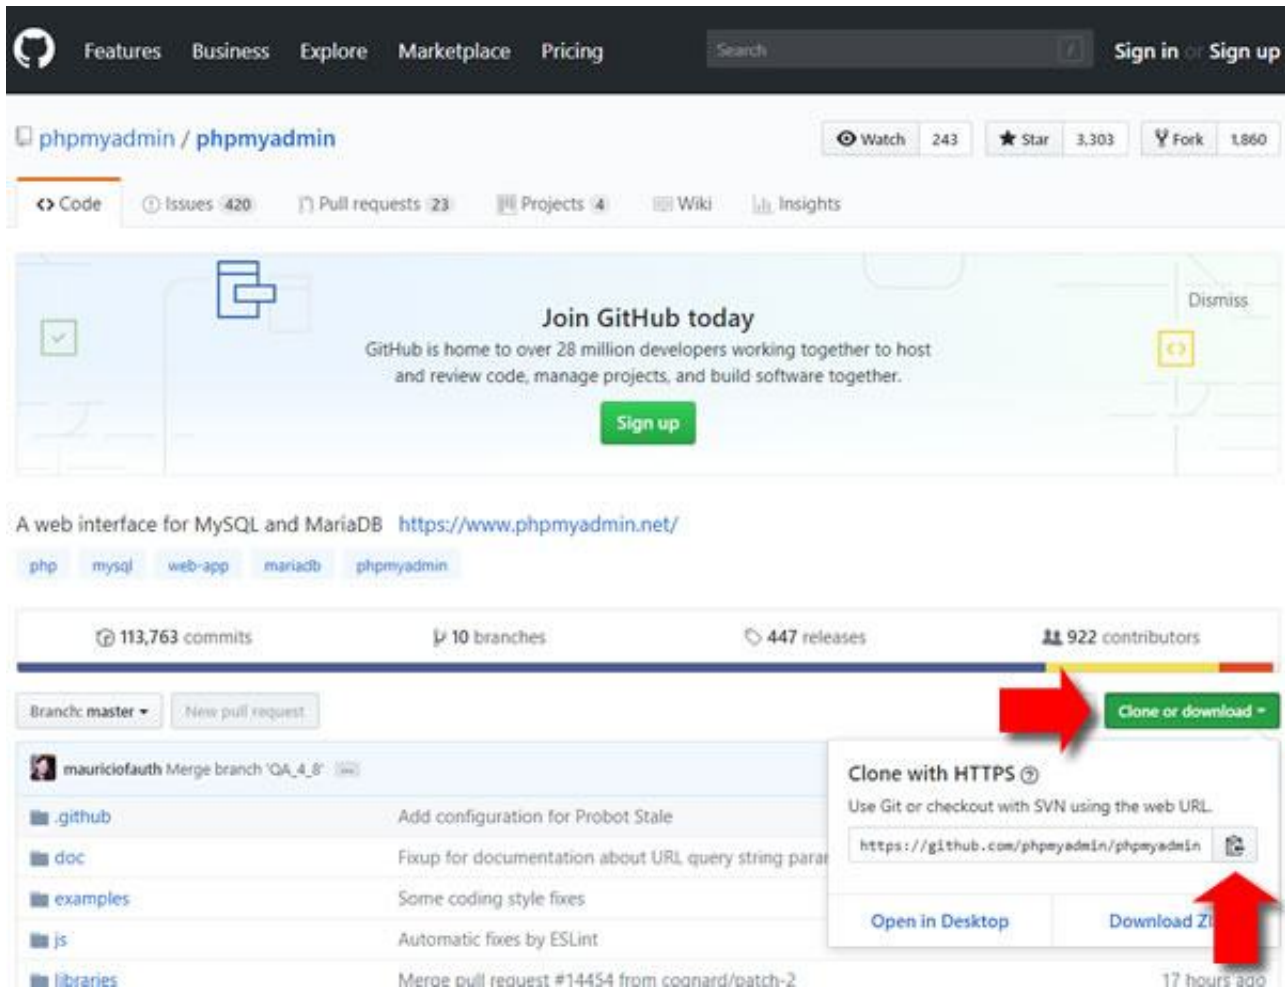 Features Business Explore Marketplace Pricing Search / Sign in or Sign up
phpmyadmin / phpmyadmin Watch 243 Star 3,303 Fork 1,860
Code Issues 420 Pull requests 23 Projects 4 Wiki Insights
Dismiss
Join GitHub today
GitHub is home to over 28 million developers working together to host
and review code, manage projects, and build software together.
Sign up
A web interface for MySQL and MariaDB https://www.phpmyadmin.net/
php mysql web-app mariadb phpmyadmin
113,763 commits 10 branches 447 releases 922 contributors
Branch: master New pull request Clone or download
mauriciofauth Merge branch 'QA_4_8' ...
Clone with HTTPS
Use Git or checkout with SVN using the web URL.
https://github.com/phpmyadmin/phpmyadmin
Open in Desktop Download ZI
.github Add configuration for Probot Stale
doc Fixup for documentation about URL query string parar
examples Some coding style fixes
js Automatic fixes by ESLint
libraries Merge pull request #14454 from cognard/patch-2 17 hours ago